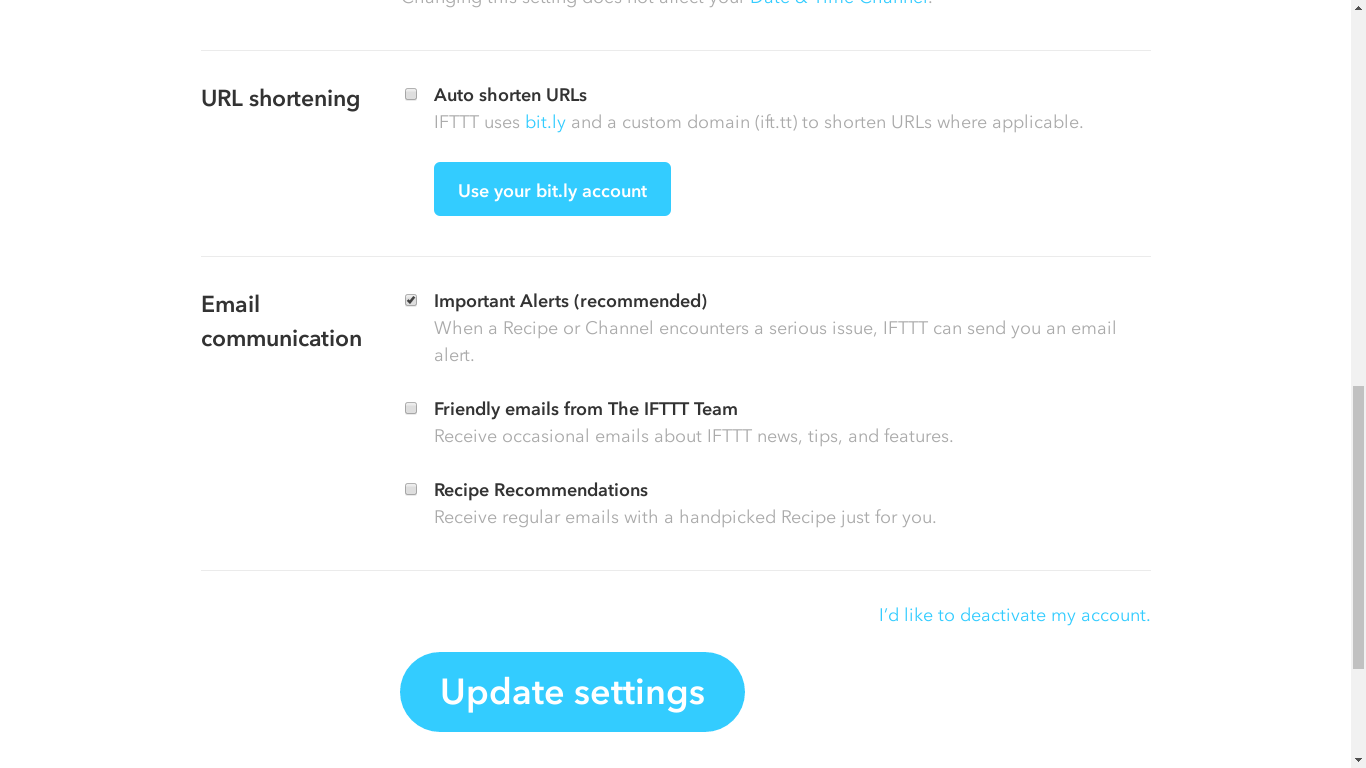 Changing this setting does not affect your Date & Time Channel.
URL shortening
Auto shorten URLs
IFTTT uses bit.ly and a custom domain (ift.tt) to shorten URLs where applicable.
Use your bit.ly account
Email
communication
Important Alerts (recommended)
When a Recipe or Channel encounters a serious issue, IFTTT can send you an email
alert.
Friendly emails from The IFTTT Team
Receive occasional emails about IFTTT news, tips, and features.
Recipe Recommendations
Receive regular emails with a handpicked Recipe just for you.
I’d like to deactivate my account.
Update settings